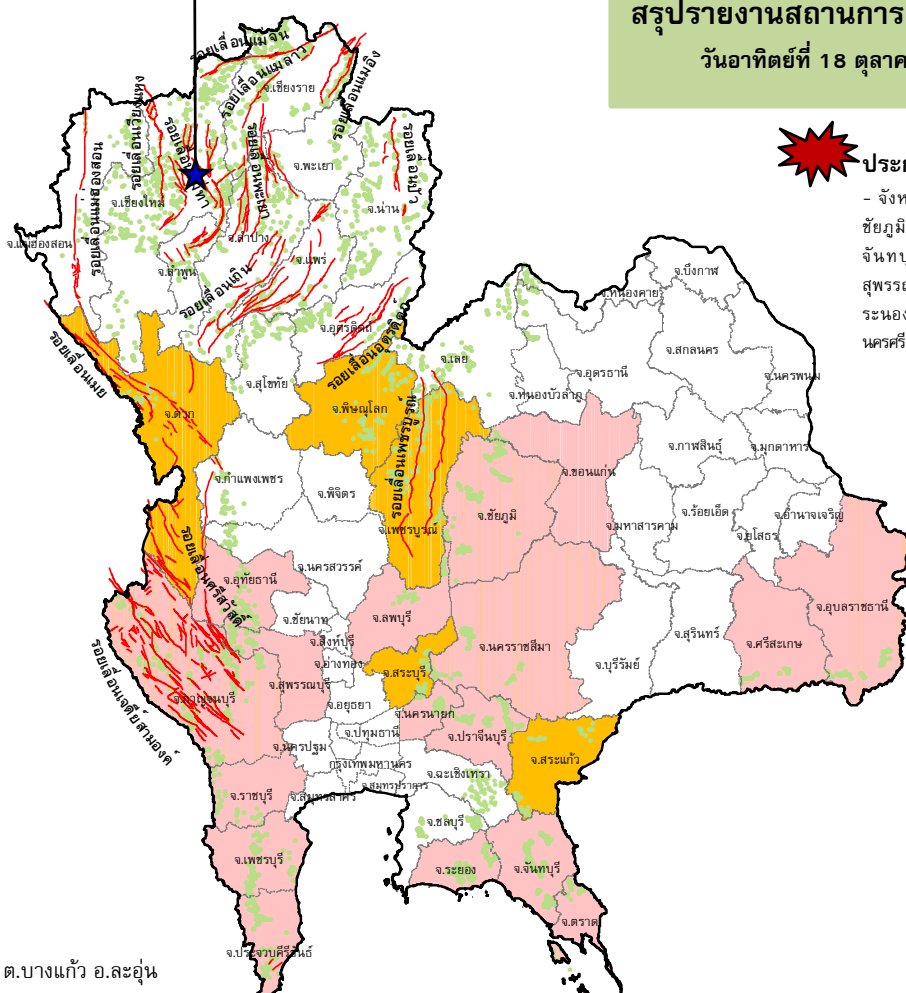 สรุปรายงานสถานการ
วันอาทิตย์ที่ 18 ตุลาค
- จังห
ชัยภูมิ
จันทบุ
สุพรรณ
ระนอง
นครศรี
รอยเลื่อนแม่จัน
รอยเลื่อนแม่ลาว
รอยเลื่อนแม่อิง
จ.เชียงราย
รอยเลื่อนเวียงแหง
รอยเลื่อนพะเยา
รอยเลื่อนปัว
จ.พะเยา
รอยเลื่อนแม่ฮ่องสอน
จ.เชียงใหม่
จ.น่าน
จ.แม่ฮ่องสอน
จ.ลำปาง
จ.แพร่
จ.ลำพูน
รอยเลื่อนเถิน
จ.บึงกาฬ
จ.หนองคาย
จ.อุตรดิตถ์
รอยเลื่อนอุตรดิตถ์
รอยเลื่อนเมย
จ.เลย
จ.สกลนคร
จ.อุดรธานี
จ.นครพนม
จ.สุโขทัย
จ.หนองบัวลำภู
จ.ตาก
จ.พิษณุโลก
รอยเลื่อนเพชรบูรณ์
จ.กาฬสินธุ์
จ.มุกดาหาร
จ.ขอนแก่น
จ.กำแพงเพชร
จ.พิจิตร
จ.ชัยภูมิ
จ.ร้อยเอ็ด
จ.อำนาจเจริญ
จ.เพชรบูรณ์
จ.มหาสารคาม
จ.ยโสธร
รอยเลื่อนศรีสวัสดิ์
จ.นครสวรรค์
จ.อุทัยธานี
จ.อุบลราชธานี
จ.ชัยนาท
จ.ลพบุรี
จ.สุรินทร์
จ.สิงห์บุรี
จ.นครราชสีมา
จ.ศรีสะเกษ
จ.อ่างทอง
จ.บุรีรัมย์
จ.สระบุรี
จ.สุพรรณบุรี
รอยเลื่อนเจดีย์สามองค์
จ.กาญจนบุรี
จ.อยุธยา
จ.นครนายก
จ.ปทุมธานี
จ.ปราจีนบุรี
จ.นครปฐม
จ.สระแก้ว
กรุงเทพมหานคร
จ.ฉะเชิงเทรา
จ.สมุทรปราการ
จ.ราชบุรี
จ.สมุทรสาคร
จ.ชลบุรี
จ.เพชรบุรี
จ.ระยอง
จ.จันทบุรี
จ.ตราด
จ.ประจวบคีรีขันธ์
ต.บางแก้ว อ.ละอุ่น